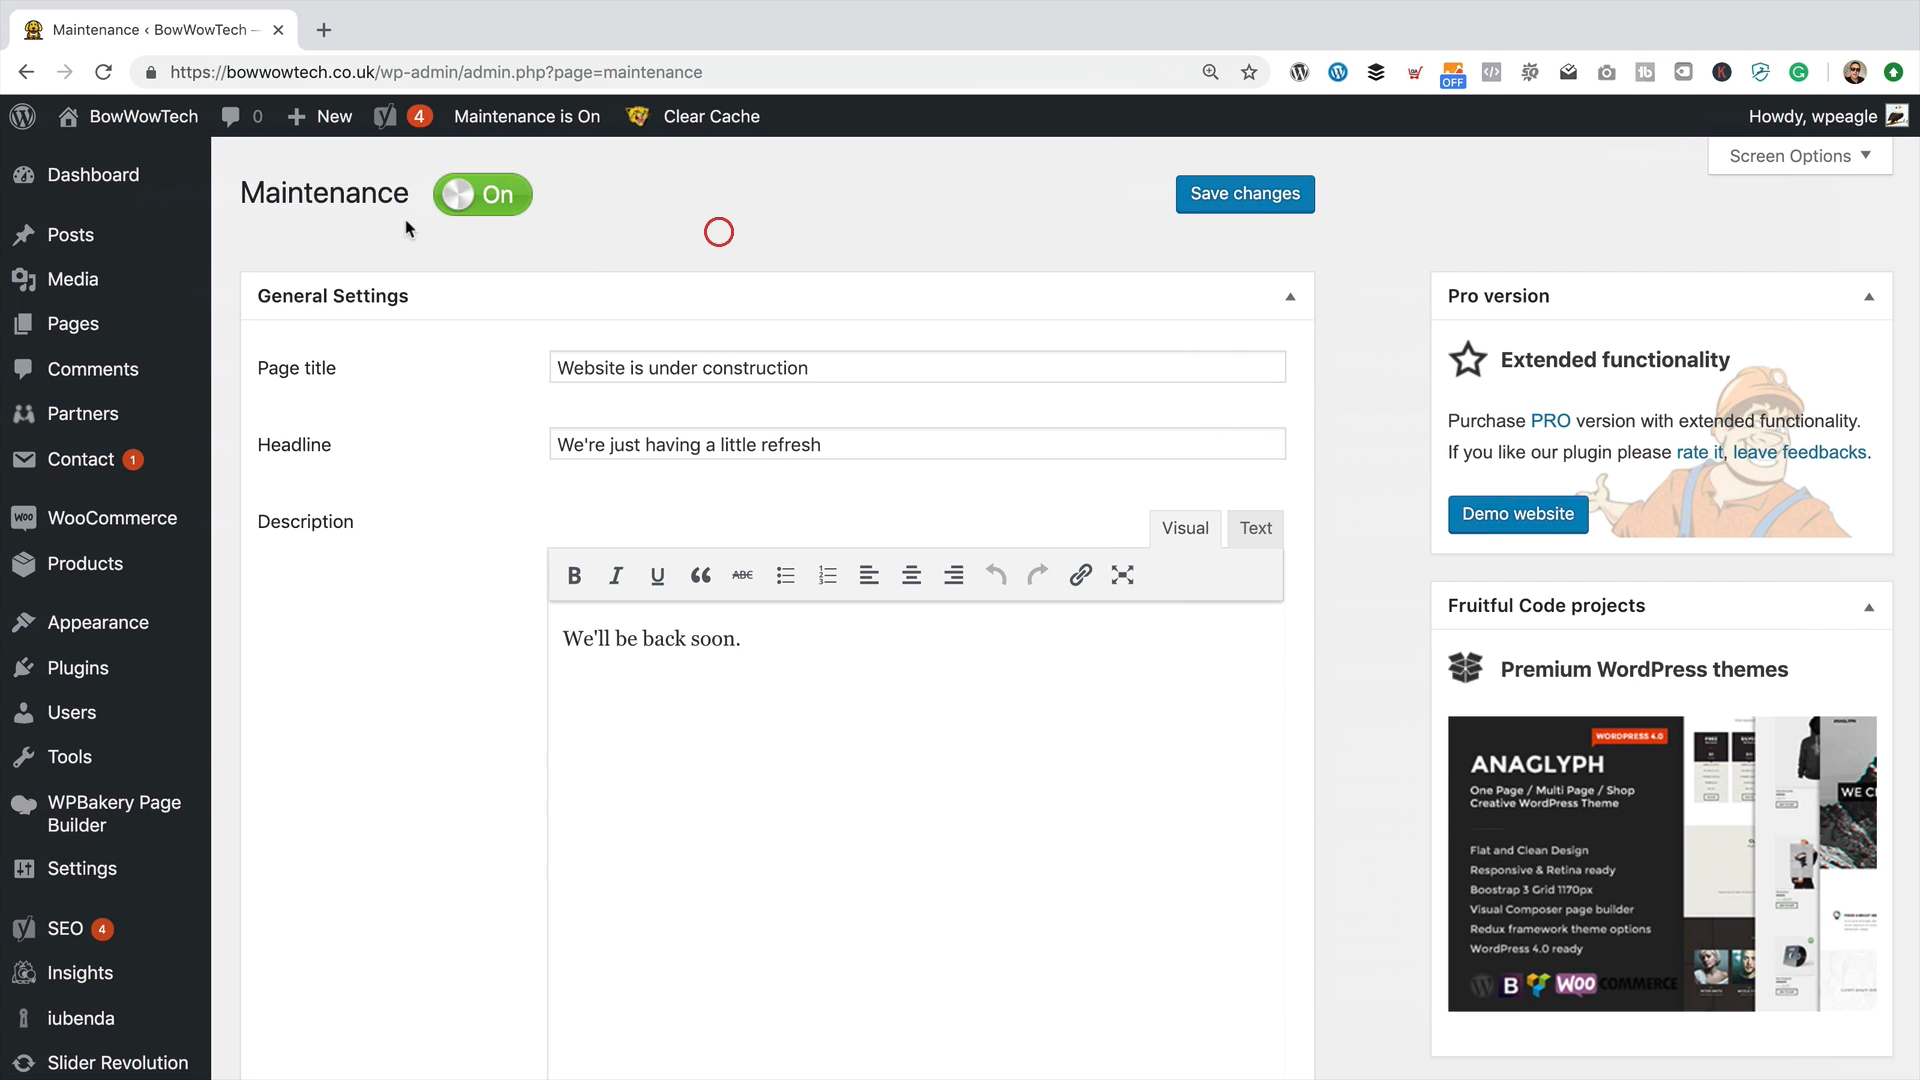 Maintenance ‹ BowWowTech –
https://bowwowtech.co.uk/wp-admin/admin.php?page=maintenance
OFF
BowWowTech 0 New 4 Maintenance is On Clear Cache Howdy, wpeagle
Screen Options
Dashboard
Posts
Media
Pages
Comments
Partners
Contact 1
WooCommerce
Products
Appearance
Plugins
Users
Tools
WPBakery Page
Builder
Settings
SEO 4
Insights
iubenda
Slider Revolution
Maintenance On
Save changes
General Settings
Page title
Website is under construction
Headline
We're just having a little refresh
Description
Visual Text
B I U ABC
We'll be back soon.
Pro version
Extended functionality
Purchase PRO version with extended functionality.
If you like our plugin please rate it, leave feedbacks.
Demo website
Fruitful Code projects
Premium WordPress themes
WORDPRESS 4.0
ANAGLYPH
One Page / Multi Page / Shop
Creative WordPress Theme
Flat and Clean Design
Responsive & Retina ready
Boostrap 3 Grid 1170px
Visual Composer page builder
Redux framework theme options
WordPress 4.0 ready
B WOO COMMERCE
WE C